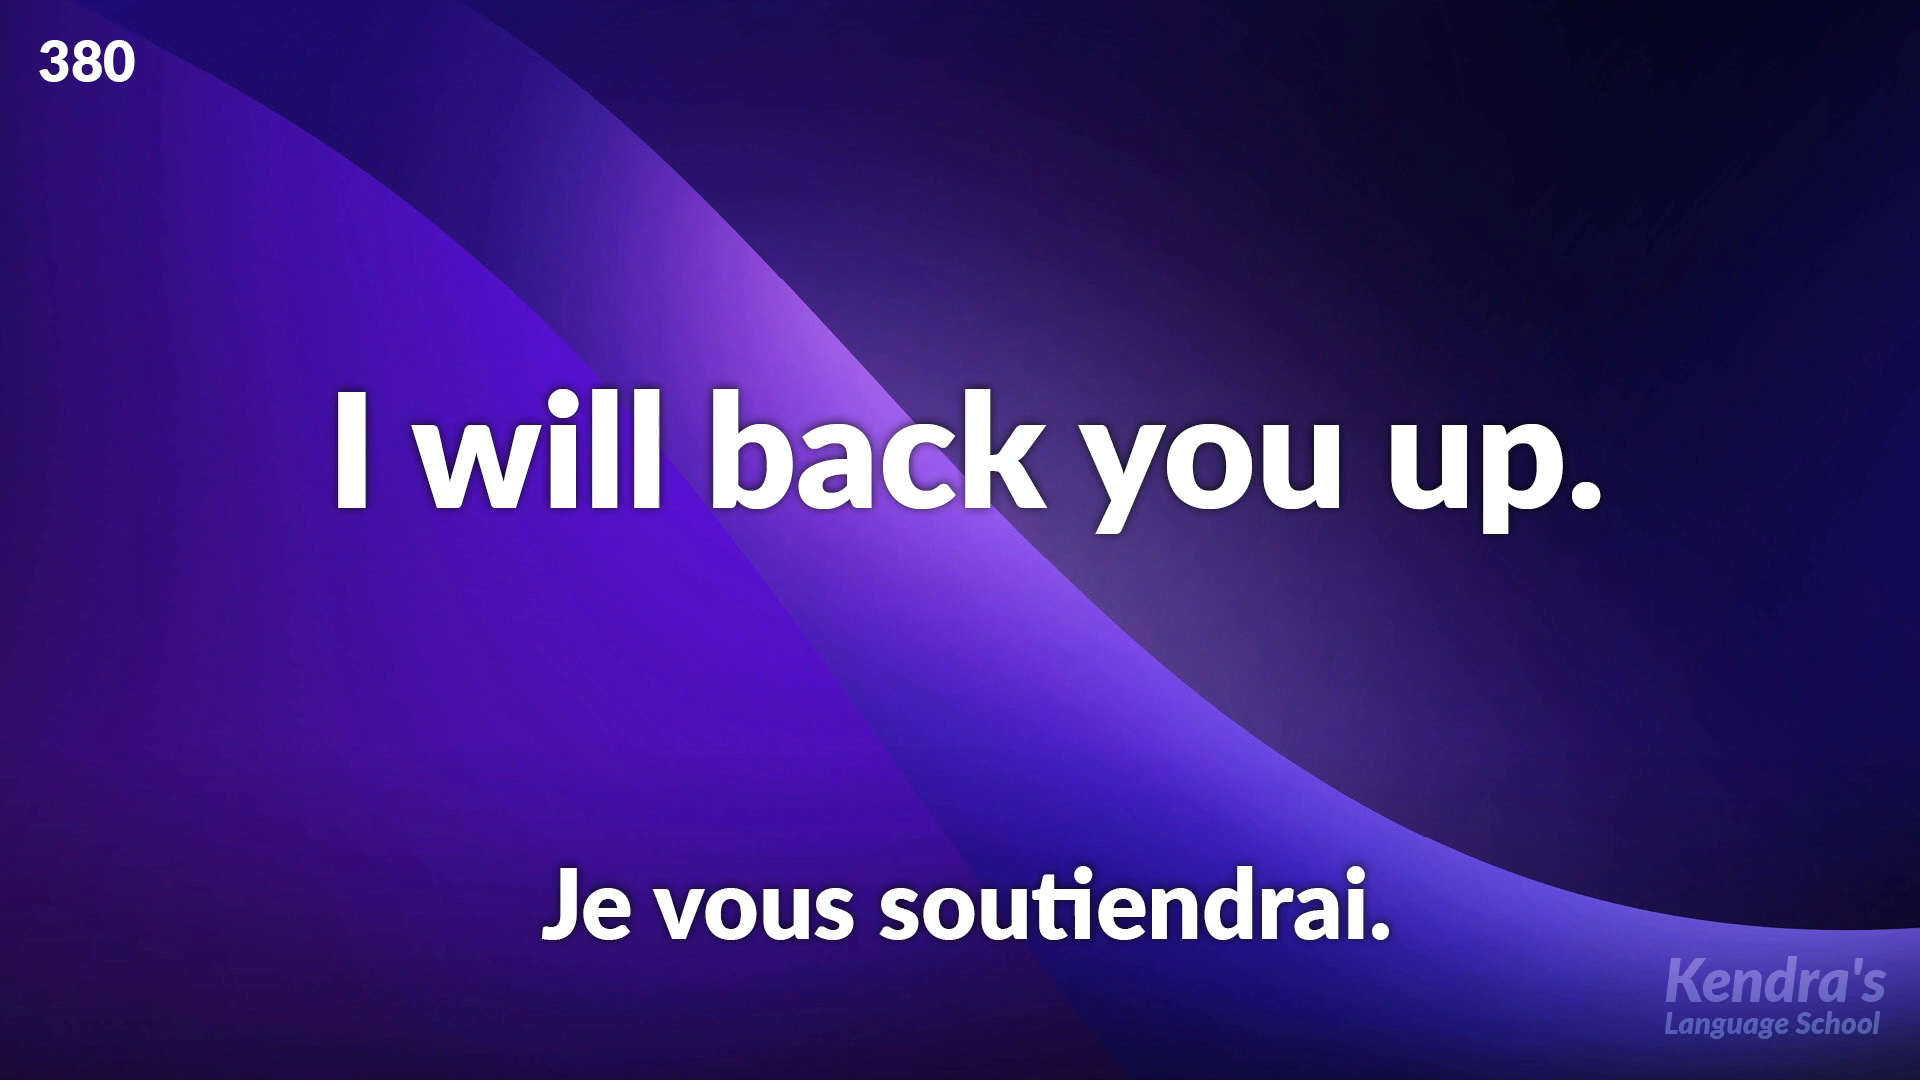 380
I will back you up.
Je vous soutiendrai.
Kendra's
Language School